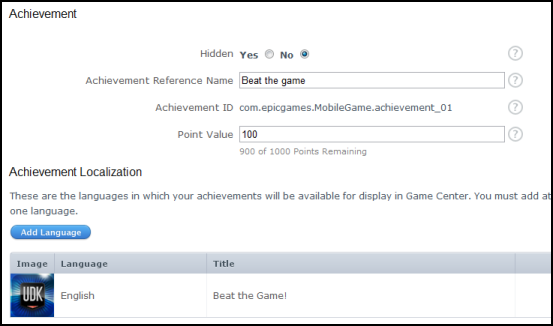 Achievement
Hidden Yes No ?
Achievement Reference Name Beat the game ?
Achievement ID com.epicgames.MobileGame.achievement_01 ?
Point Value 100 ?
900 of 1000 Points Remaining
Achievement Localization
These are the languages in which your achievements will be available for display in Game Center. You must add at
one language.
Add Language
Image Language Title
UDK English Beat the Game!